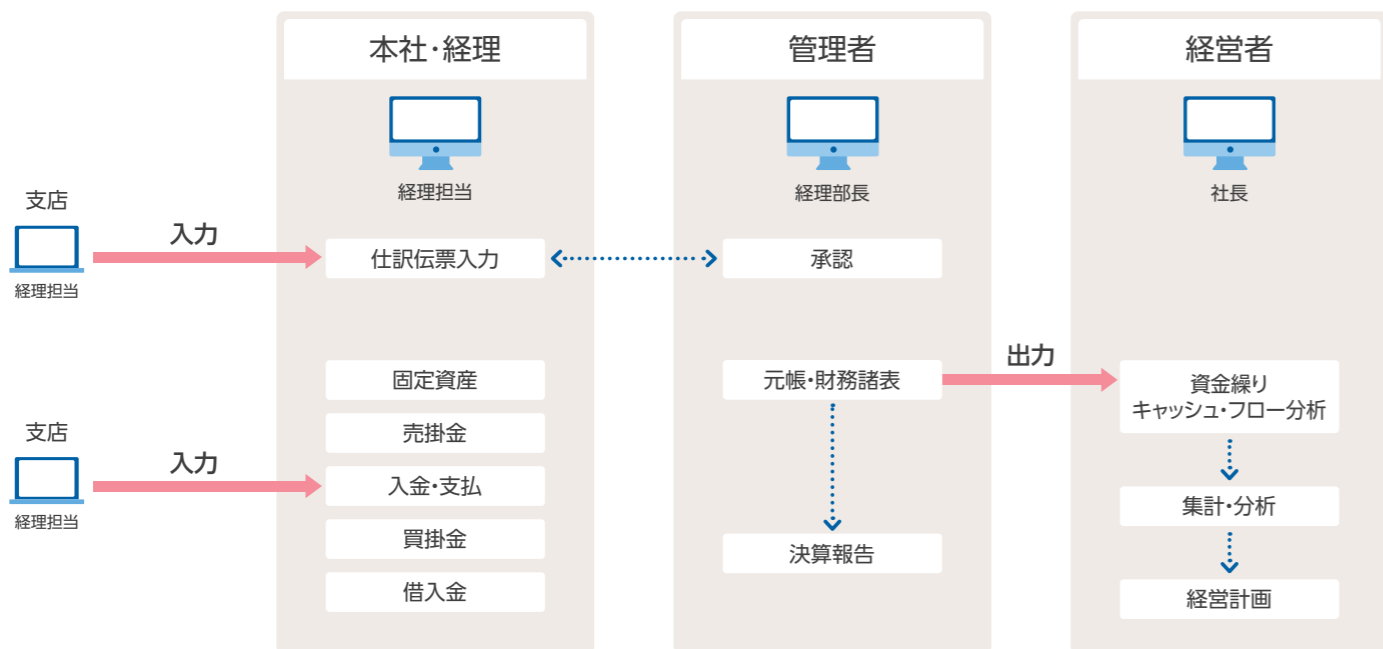 本社・経理
管理者
経営者
経理担当
経理部長
社長
支店
経理担当
入力
仕訳伝票入力
承認
固定資産
売掛金
入金・支払
買掛金
借入金
支店
経理担当
入力
元帳・財務諸表
決算報告
出力
資金繰り
キャッシュ・フロー分析
集計・分析
経営計画